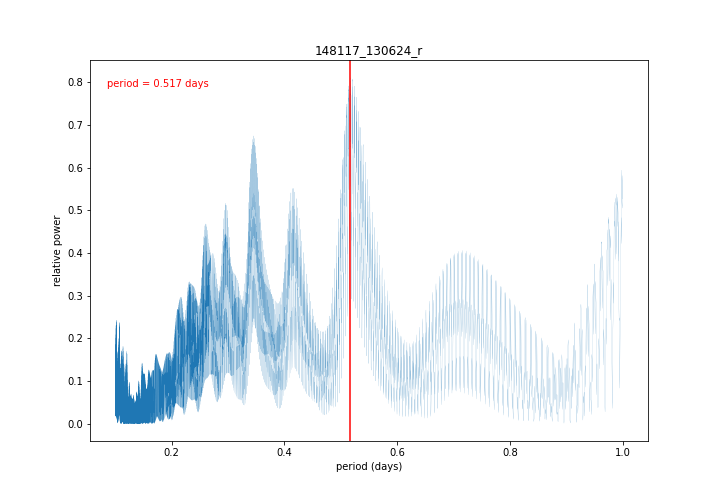 148117_130624_r
period = 0.517 days
relative power
0.8
0.7
0.6
0.5
0.4
0.3
0.2
0.1
0.0
0.2 0.4 0.6 0.8 1.0
period (days)